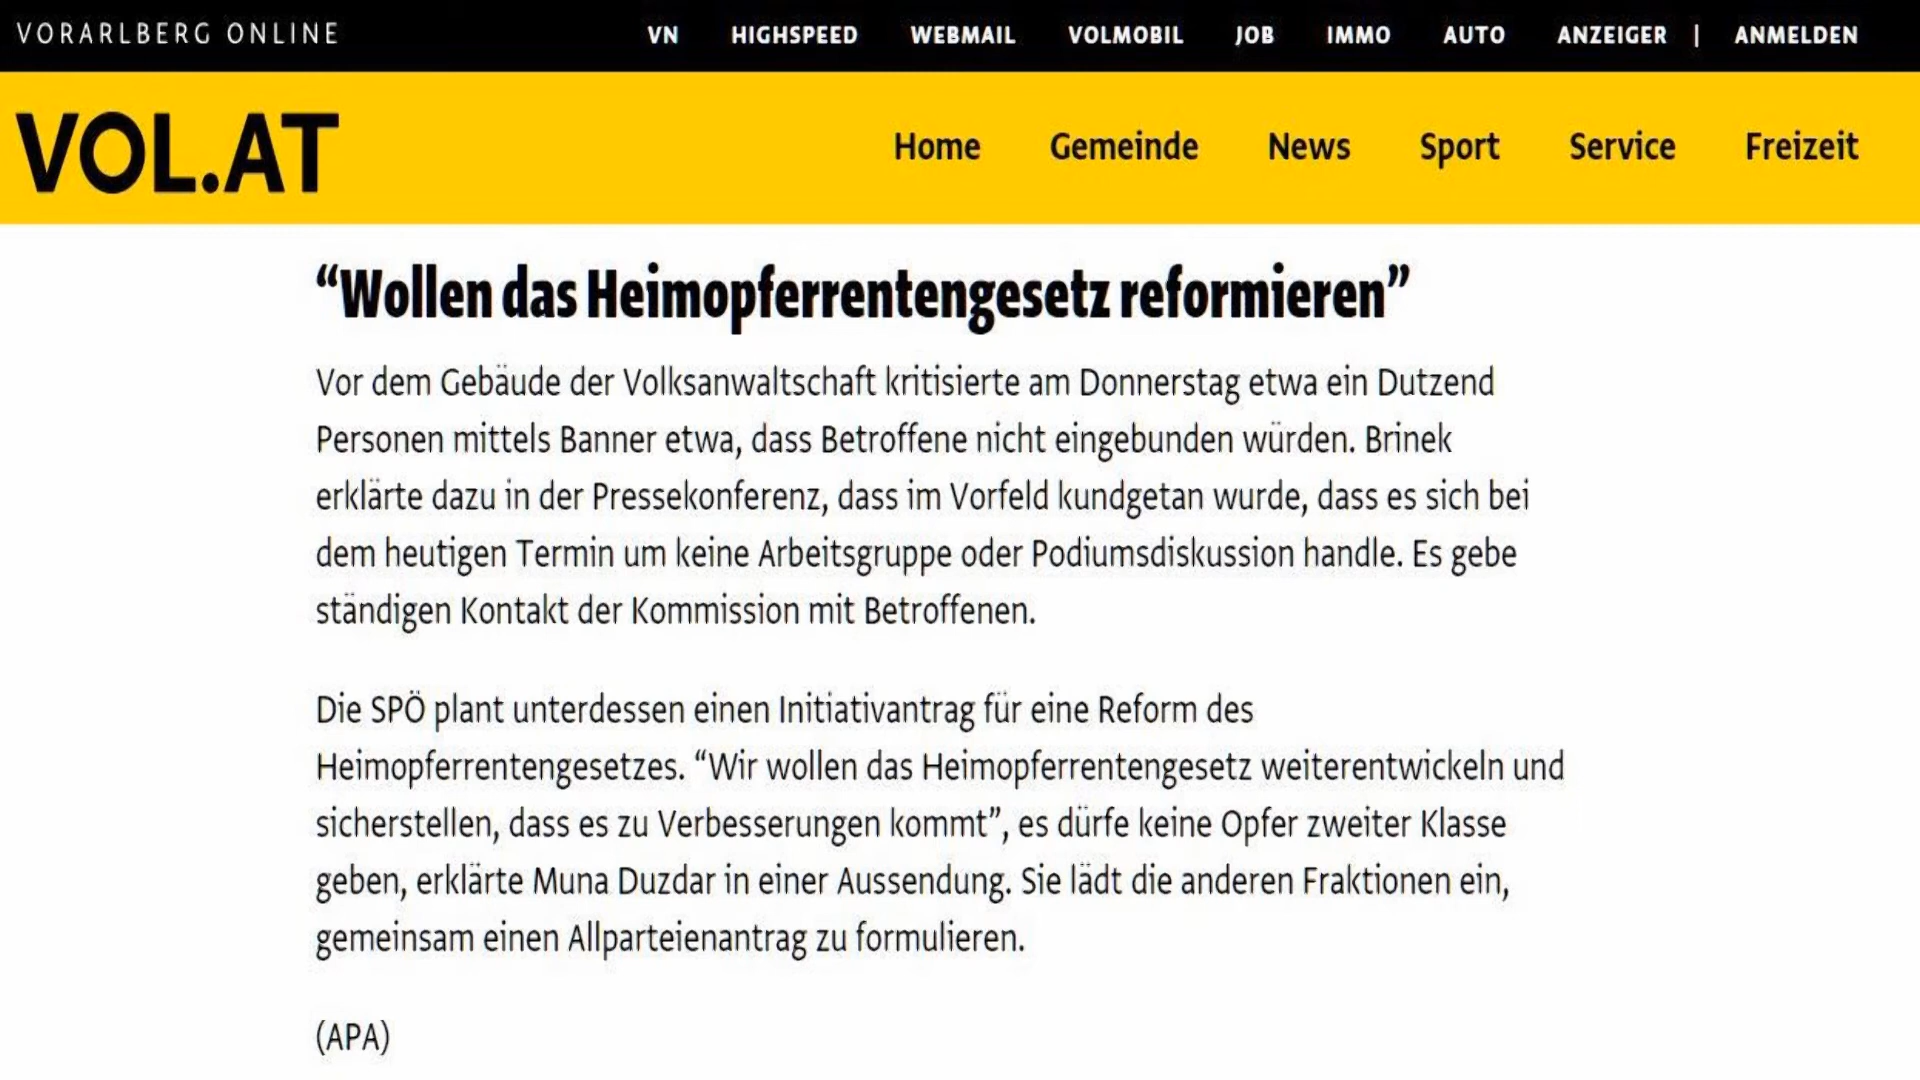 VORARLBERG ONLINE VN HIGHSPEED WEBMAIL VOLMOBIL JOB IMMO AUTO ANZEIGER | ANMELDEN
VOL.AT Home Gemeinde News Sport Service Freizeit
“Wollen das Heimopferrentengesetz reformieren”
Vor dem Gebäude der Volksanwaltschaft kritisierte am Donnerstag etwa ein Dutzend
Personen mittels Banner etwa, dass Betroffene nicht eingebunden würden. Brinek
erklärte dazu in der Pressekonferenz, dass im Vorfeld kundgetan wurde, dass es sich bei
dem heutigen Termin um keine Arbeitsgruppe oder Podiumsdiskussion handle. Es gebe
ständigen Kontakt der Kommission mit Betroffenen.
Die SPÖ plant unterdessen einen Initiativantrag für eine Reform des
Heimopferrentengesetzes. “Wir wollen das Heimopferrentengesetz weiterentwickeln und
sicherstellen, dass es zu Verbesserungen kommt”, es dürfe keine Opfer zweiter Klasse
geben, erklärte Muna Duzdar in einer Aussendung. Sie lädt die anderen Fraktionen ein,
gemeinsam einen Allparteienantrag zu formulieren.
(APA)